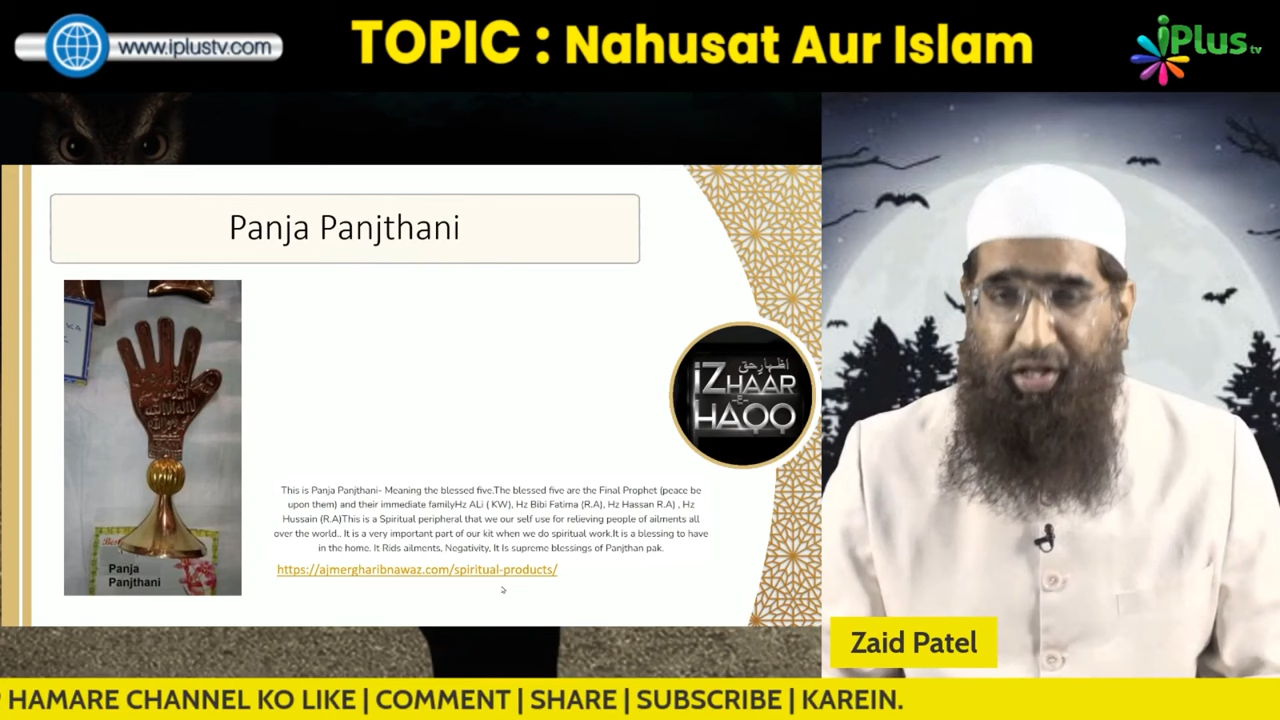 www.iplustv.com
TOPIC : Nahusat Aur Islam
iPlus tv
Panja Panjthani
اظہار حق
iZHAAR
-E-
HAQQ
Panja
Panjthani
This is Panja Panjthani- Meaning the blessed five.The blessed five are the Final Prophet (peace be
upon them) and their immediate familyHz ALi ( KW), Hz Bibi Fatima (R.A), Hz Hassan R.A) , Hz
Hussain (R.A)This is a Spiritual peripheral that we our self use for relieving people of ailments all
over the world.. It is a very important part of our kit when we do spiritual work.It is a blessing to have
in the home. It Rids ailments, Negativity, It Is supreme blessings of Panjthan pak.
https://ajmergharibnawaz.com/spiritual-products/
Zaid Patel
HAMARE CHANNEL KO LIKE | COMMENT | SHARE | SUBSCRIBE | KAREIN.